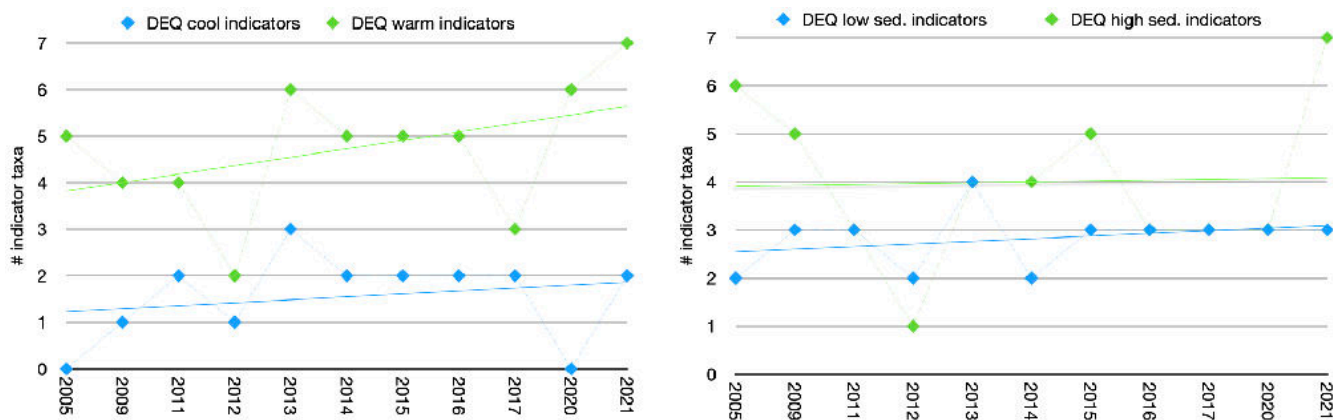 DEQ cool indicators DEQ warm indicators
# indicator taxa
7
6
5
4
3
2
1
0
2005 2009 2011 2012 2013 2014 2015 2016 2017 2020 2021
DEQ low sed. indicators DEQ high sed. indicators
# indicator taxa
7
6
5
4
3
2
1
0
2005 2009 2011 2012 2013 2014 2015 2016 2017 2020 2021